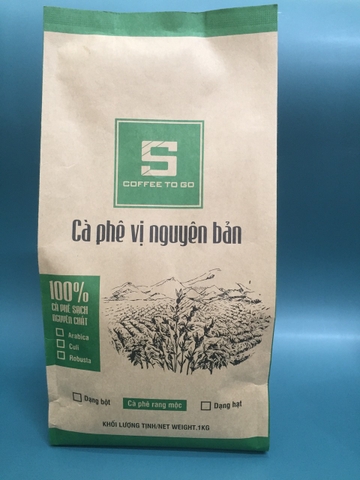 S
COFFEE TO GO
Cà phê vị nguyên bản
100%
CÀ PHÊ SẠCH
NGUYÊN CHẤT
Arabica
Culi
Robusta
Dạng bột
Cà phê rang mộc
Dạng hạt
KHỐI LƯỢNG TỊNH/NET WEIGHT.1KG